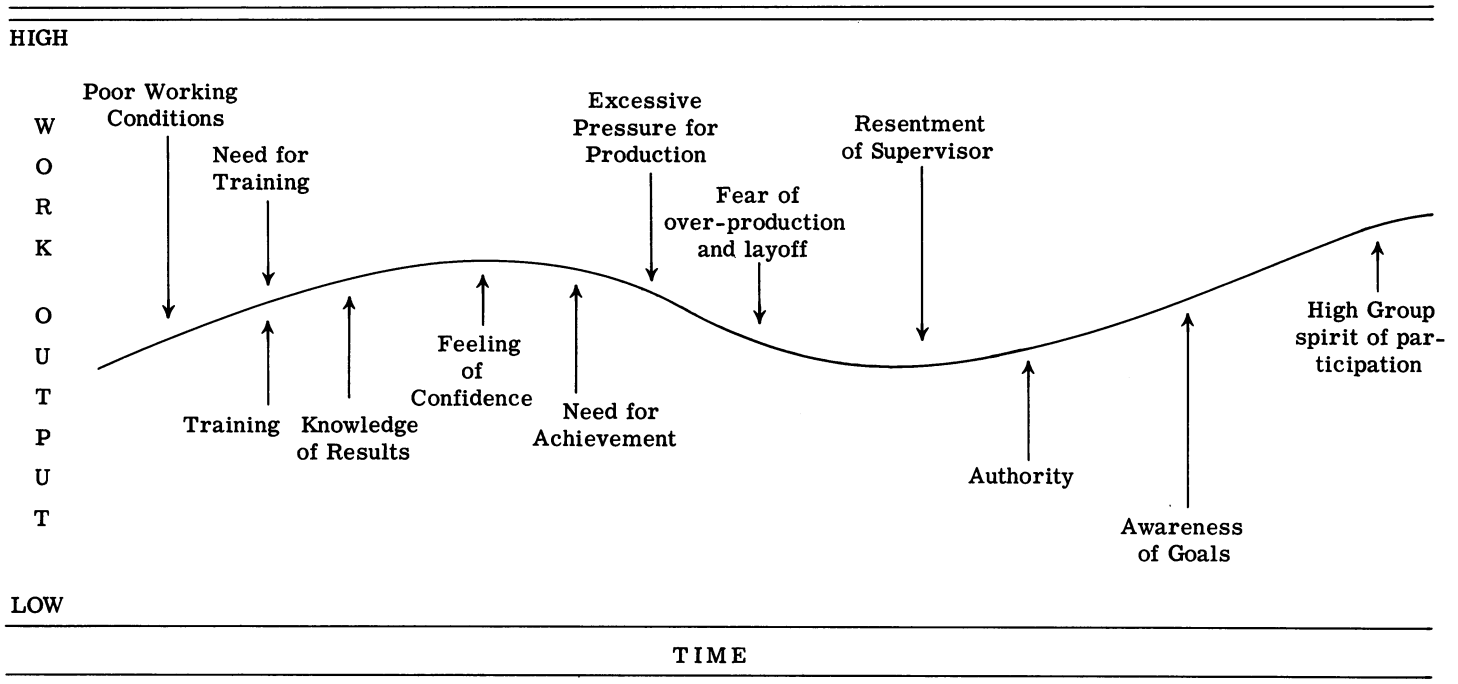 HIGH
WORK OUTPUT
Poor Working
Conditions
Need for
Training
Excessive
Pressure for
Production
Fear of
over-production
and layoff
Resentment
of Supervisor
Training
Knowledge
of Results
Feeling
of
Confidence
Need for
Achievement
Authority
Awareness
of Goals
High Group
spirit of par-
ticipation
LOW
TIME